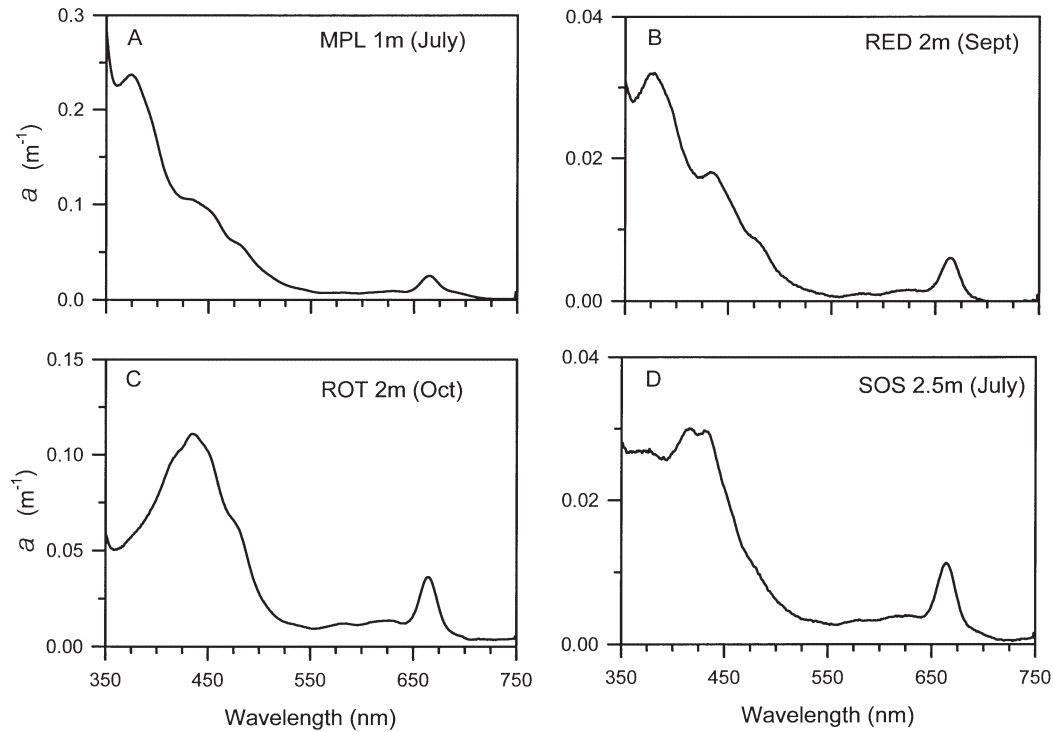 A
MPL 1m (July)
0.3
0.2
0.1
0.0
a (m⁻¹)
B
RED 2m (Sept)
0.04
0.02
0.00
C
ROT 2m (Oct)
0.15
0.10
0.05
0.00
a (m⁻¹)
350 450 550 650 750
Wavelength (nm)
D
SOS 2.5m (July)
0.04
0.02
0.00
350 450 550 650 750
Wavelength (nm)